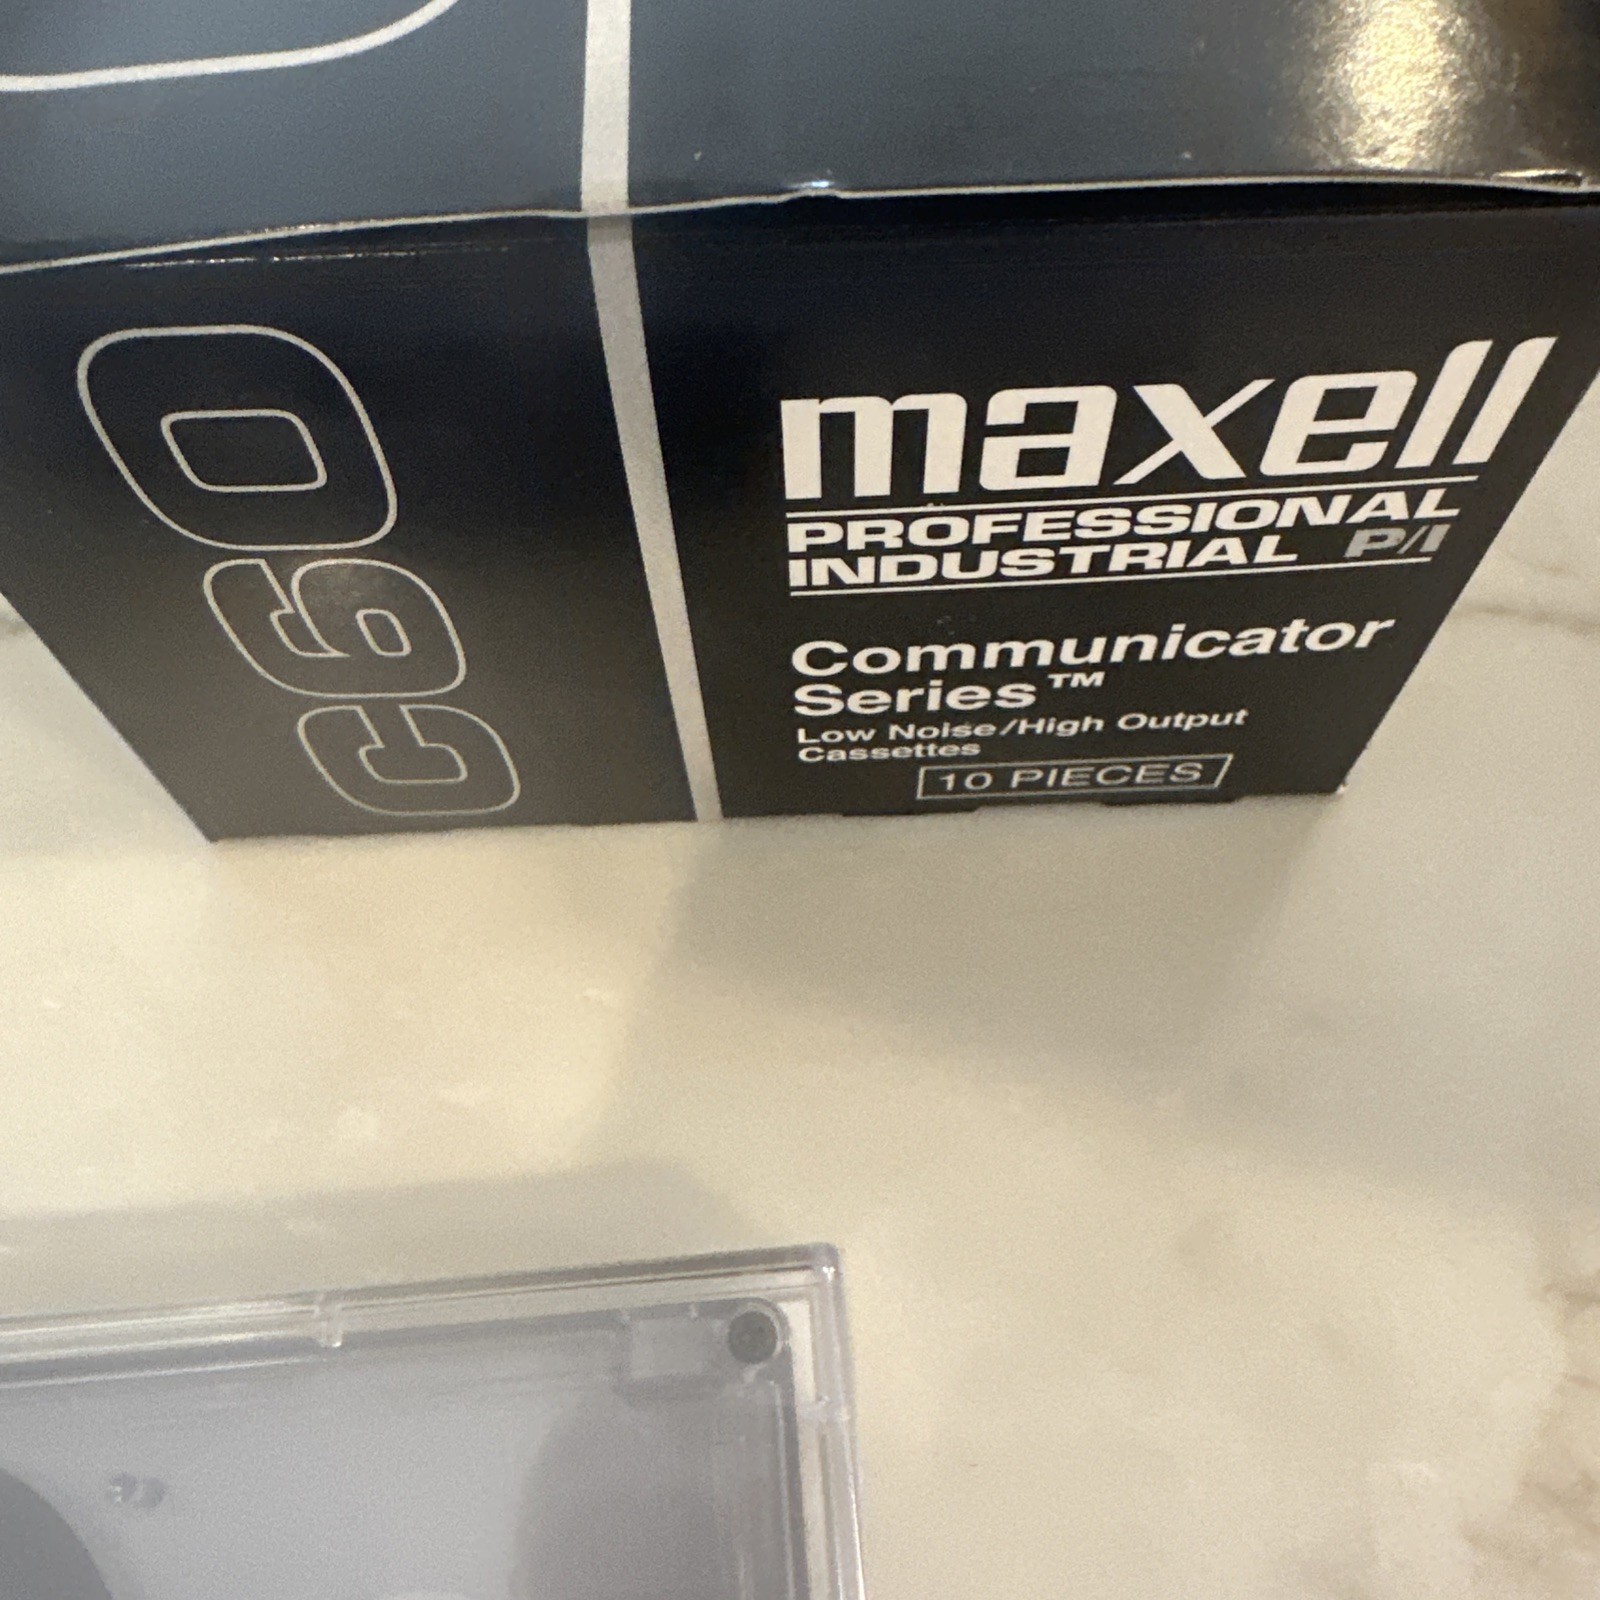 C60
maxell
PROFESSIONAL
INDUSTRIAL P/I
Communicator
Series™
Low Noise/High Output
Cassettes
10 PIECES